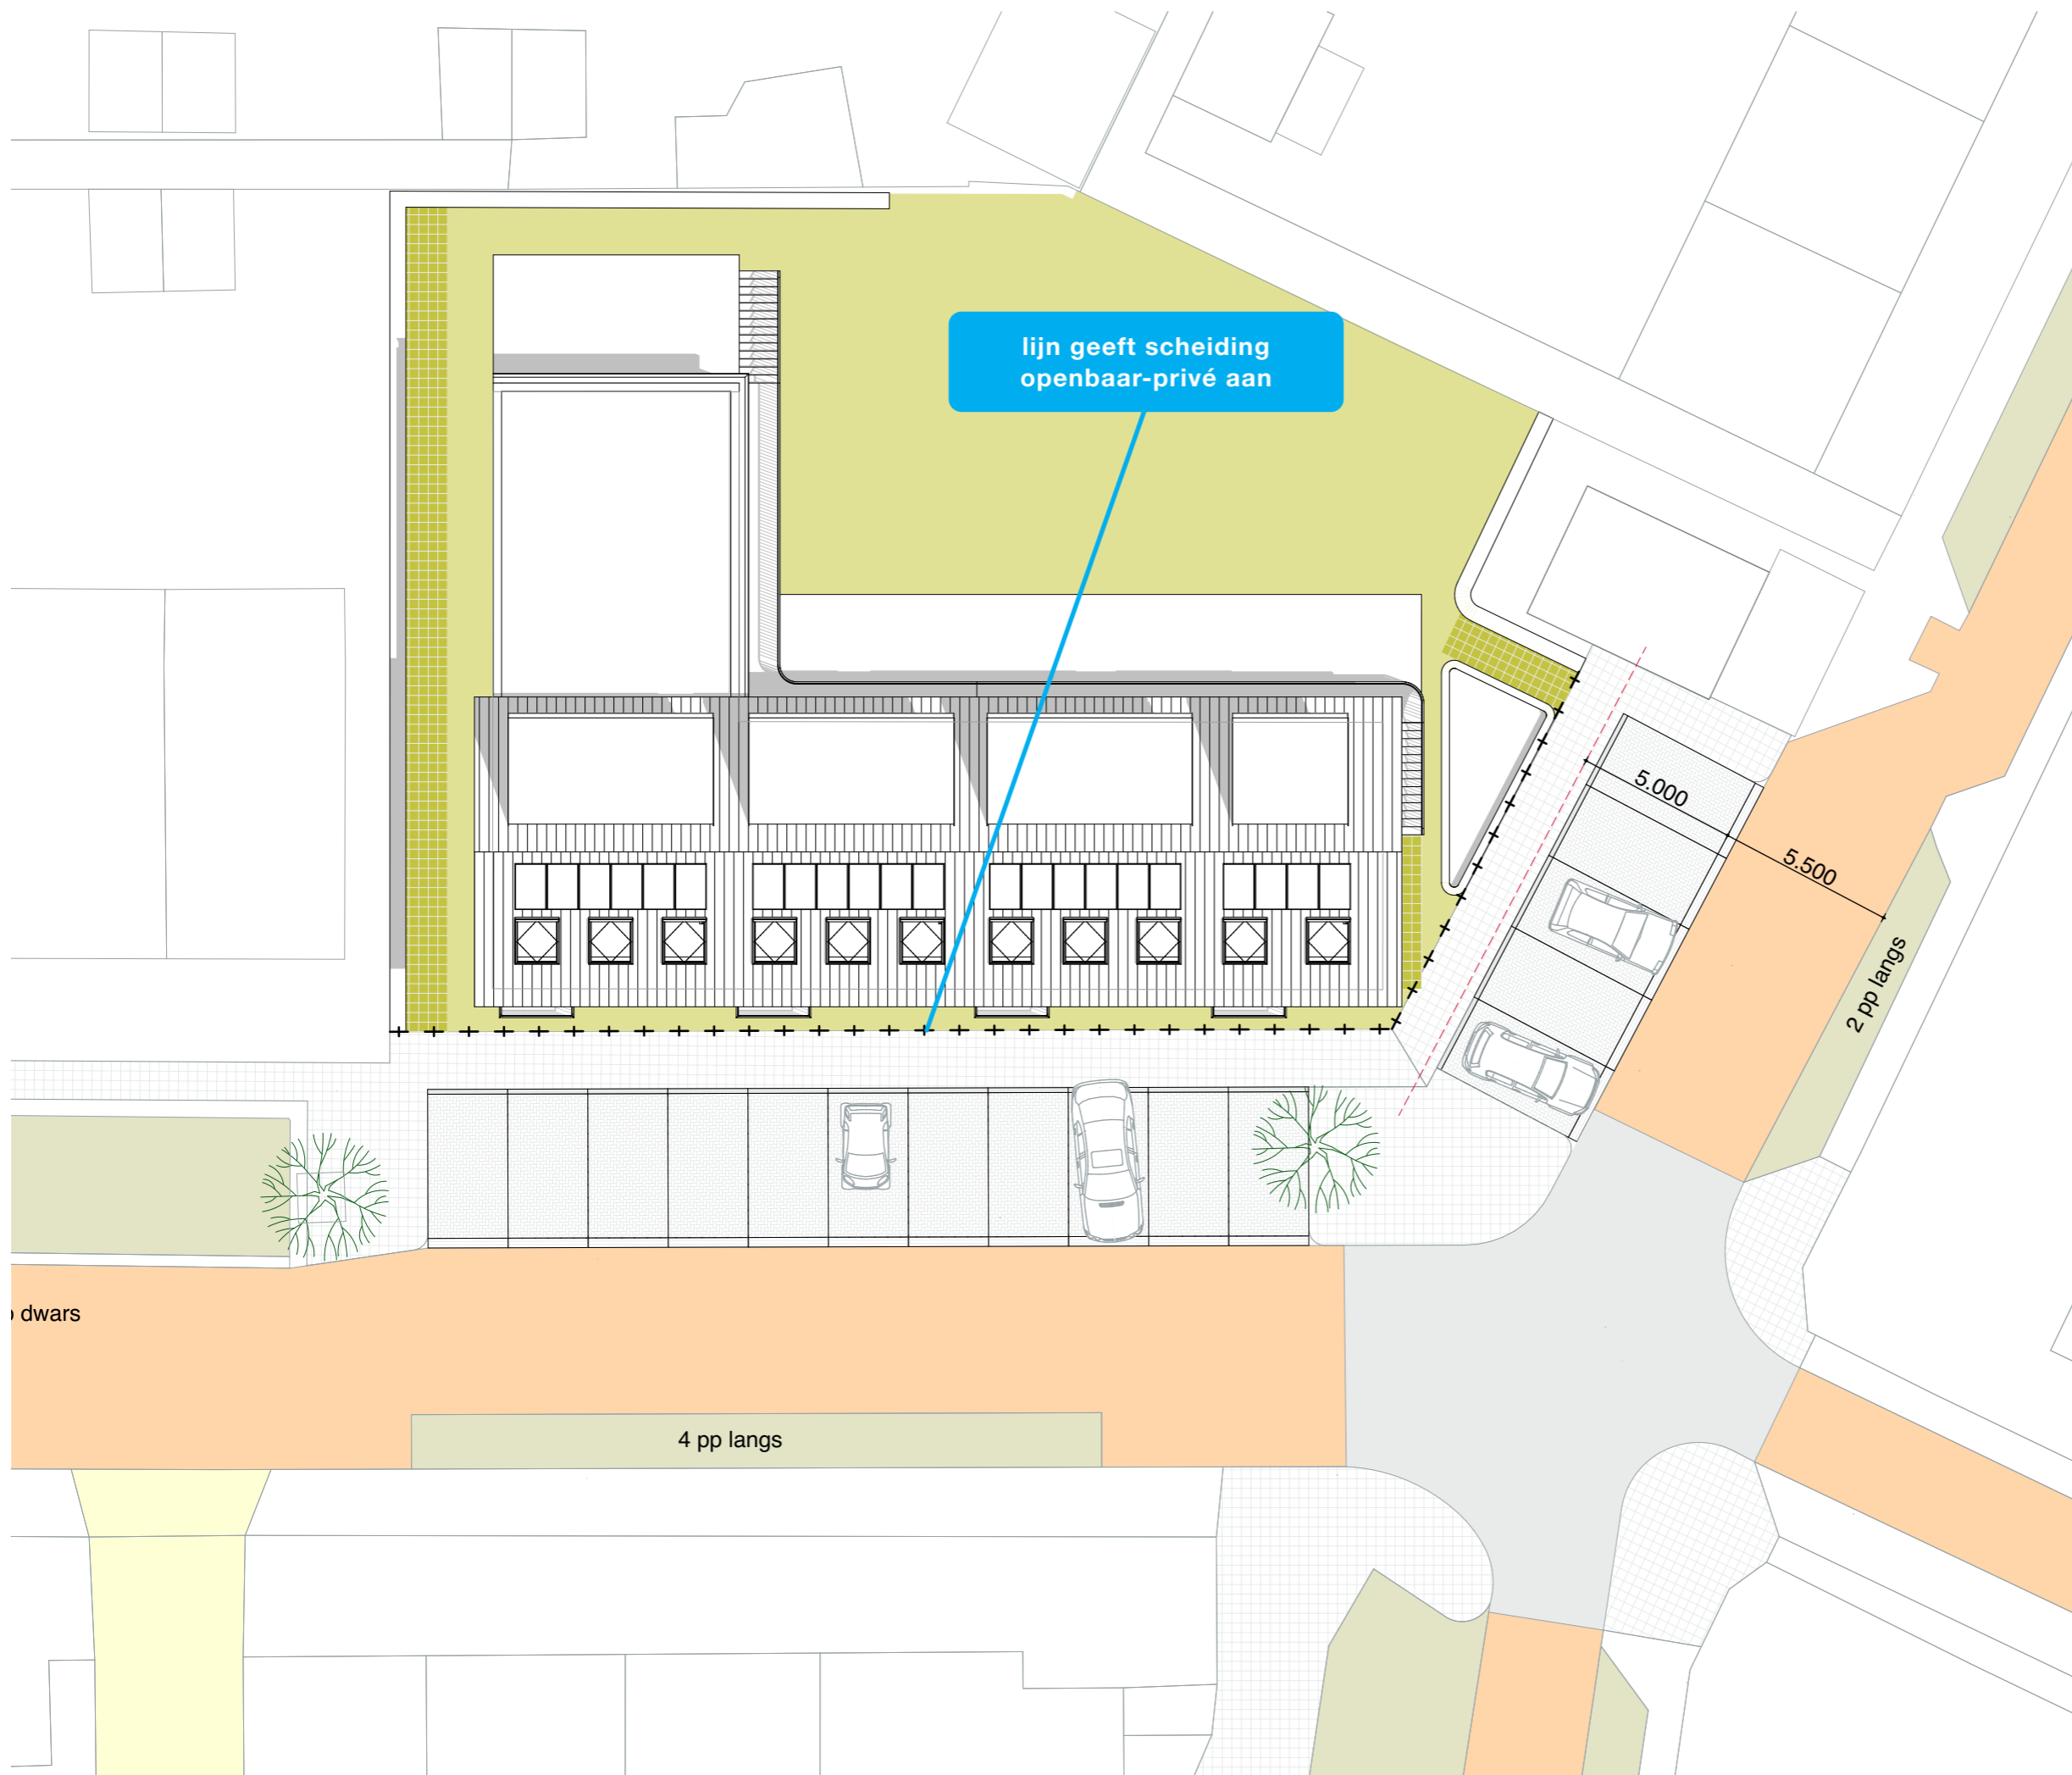 lijn geeft scheiding
openbaar-privé aan
5.000
5.500
2 pp langs
dwars
4 pp langs